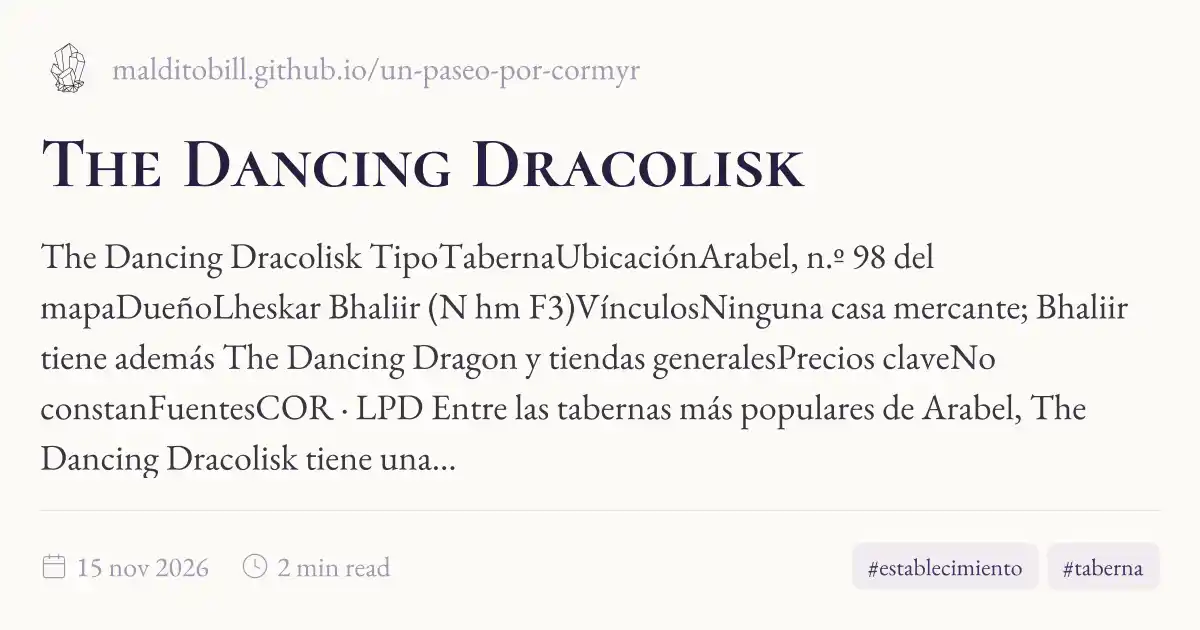 malditobill.github.io/un-paseo-por-cormyr
The Dancing Dracolisk
The Dancing Dracolisk TipoTabernaUbicaciónArabel, n.º 98 del
mapaDueñoLheskar Bhaliir (N hm F3)VínculosNinguna casa mercante; Bhaliir
tiene además The Dancing Dragon y tiendas generalesPrecios claveNo
constanFuentesCOR · LPD Entre las tabernas más populares de Arabel, The
Dancing Dracolisk tiene una...
15 nov 2026 2 min read #establecimiento #taberna